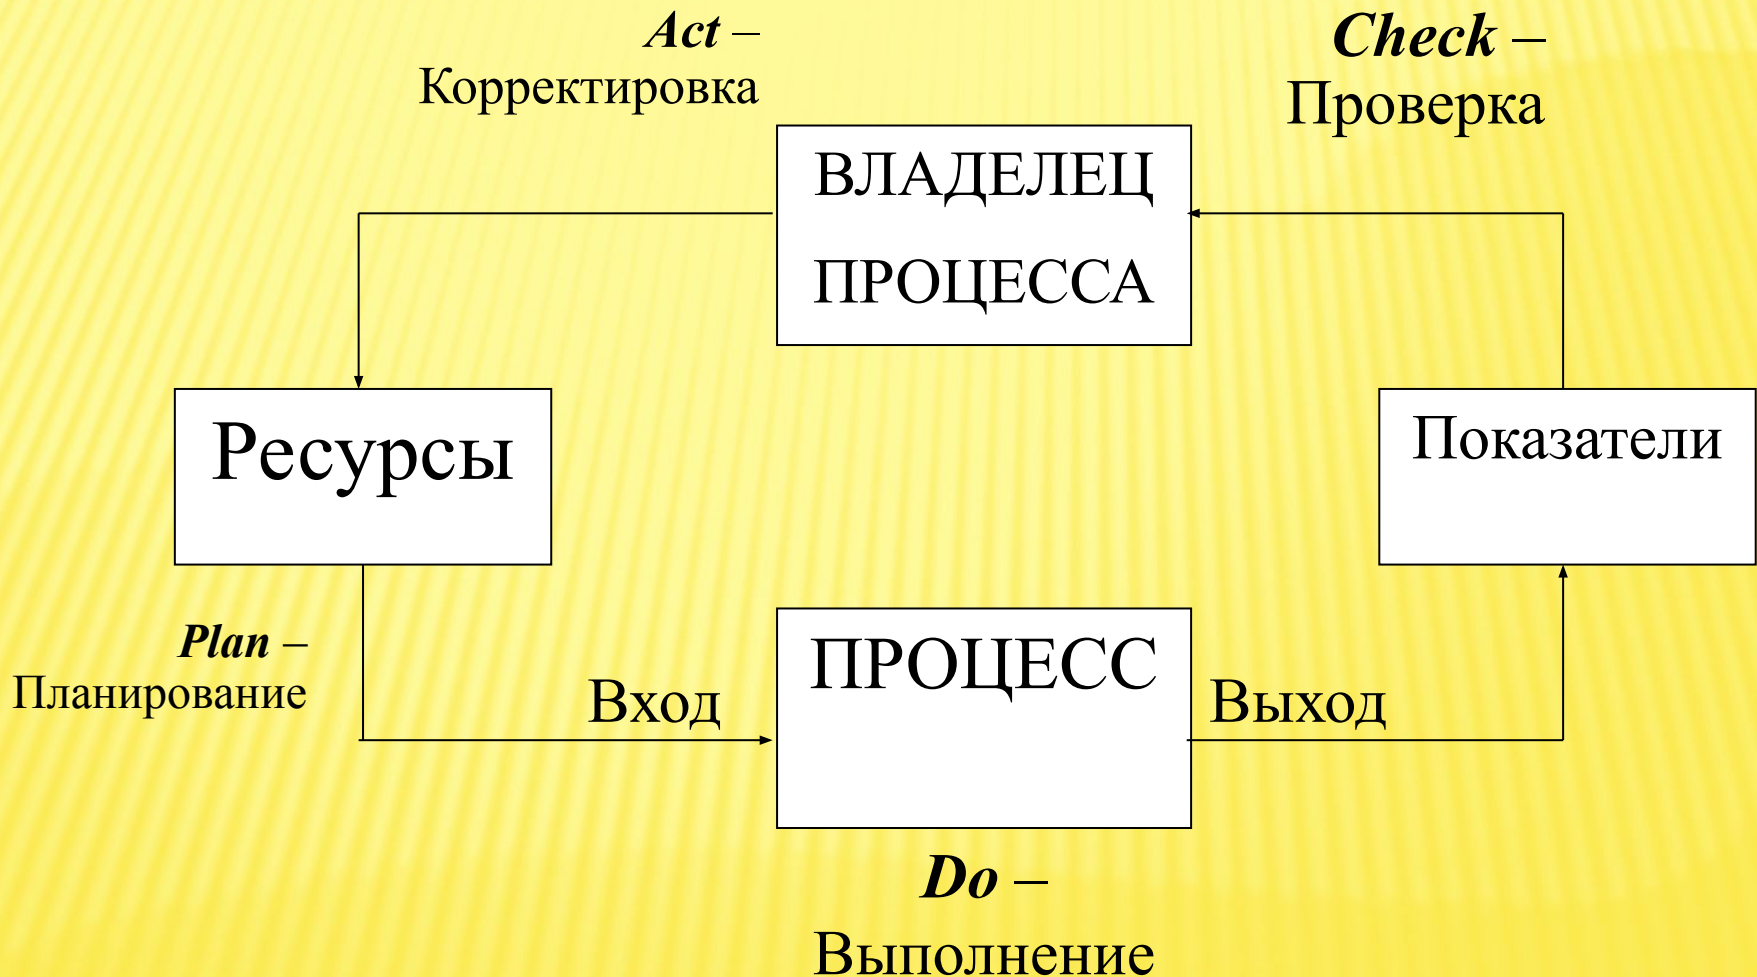 Act –
Корректировка
Check –
Проверка
ВЛАДЕЛЕЦ
ПРОЦЕССА
Ресурсы
Показатели
Plan –
Планирование
Вход
ПРОЦЕСС
Выход
Do –
Выполнение